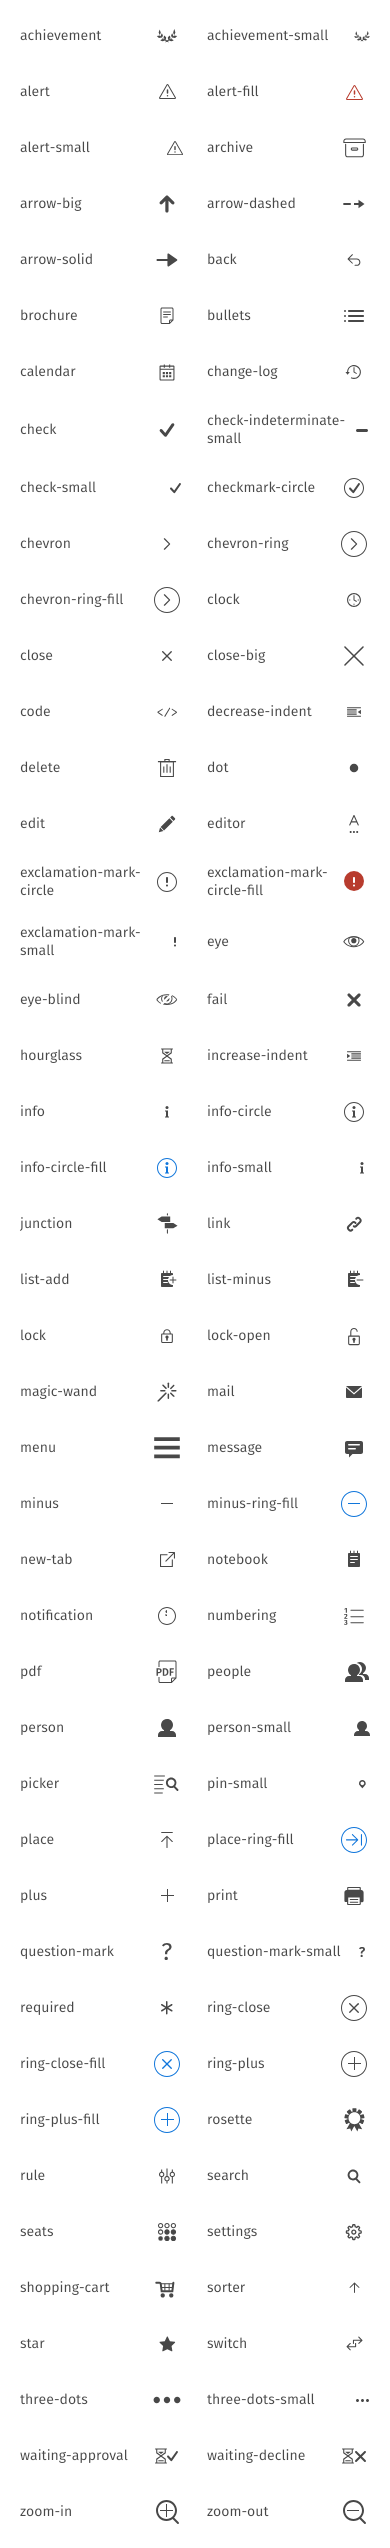 achievement
achievement-small
alert
alert-fill
alert-small
archive
arrow-big
arrow-dashed
arrow-solid
back
brochure
bullets
calendar
change-log
check
check-indeterminate-
small
check-small
checkmark-circle
chevron
chevron-ring
chevron-ring-fill
clock
close
close-big
code
decrease-indent
delete
dot
edit
editor
exclamation-mark-
circle
exclamation-mark-
circle-fill
exclamation-mark-
small
eye
eye-blind
fail
hourglass
increase-indent
info
info-circle
info-circle-fill
info-small
junction
link
list-add
list-minus
lock
lock-open
magic-wand
mail
menu
message
minus
minus-ring-fill
new-tab
notebook
notification
numbering
pdf
PDF
people
person
person-small
picker
pin-small
place
place-ring-fill
plus
print
question-mark
question-mark-small
required
ring-close
ring-close-fill
ring-plus
ring-plus-fill
rosette
rule
search
seats
settings
shopping-cart
sorter
star
switch
three-dots
three-dots-small
waiting-approval
waiting-decline
zoom-in
zoom-out